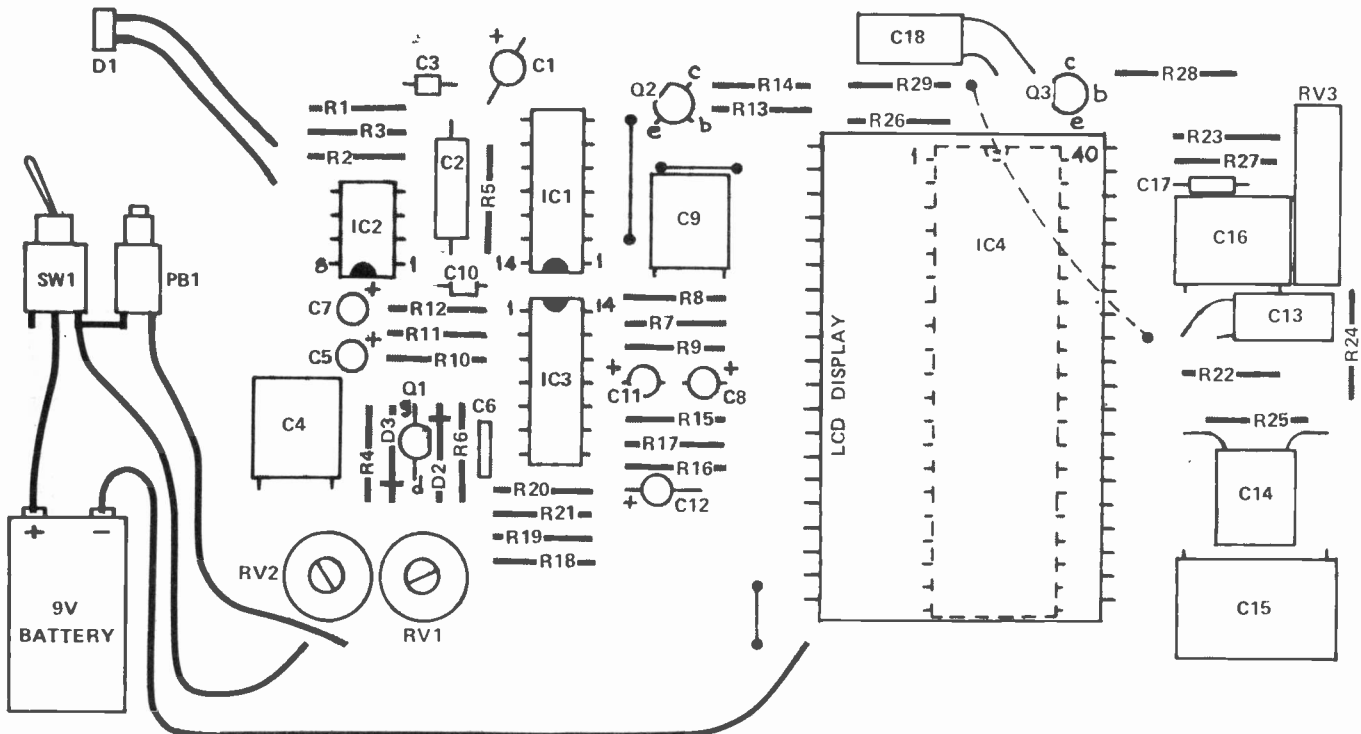 D1
C3
+
C1
C18
c
Q2
e
b
R14
R13
R29
R26
c
Q3
b
e
R28
RV3
R1
R3
R2
C2
R5
IC1
14
1
IC2
8
1
C10
C9
1
40
IC4
LCD DISPLAY
R23
R27
C17
C16
SW1
PB1
C7
+
C5
+
R12
R11
R10
1
14
IC3
R8
R7
R9
+
C11
+
C8
R15
R17
R16
+
C12
C13
R24
R22
R25
C14
C15
C4
R4
D3
Q1
g
d
D2
R6
C6
R20
R21
R19
R18
RV2
RV1
+
−
9V
BATTERY